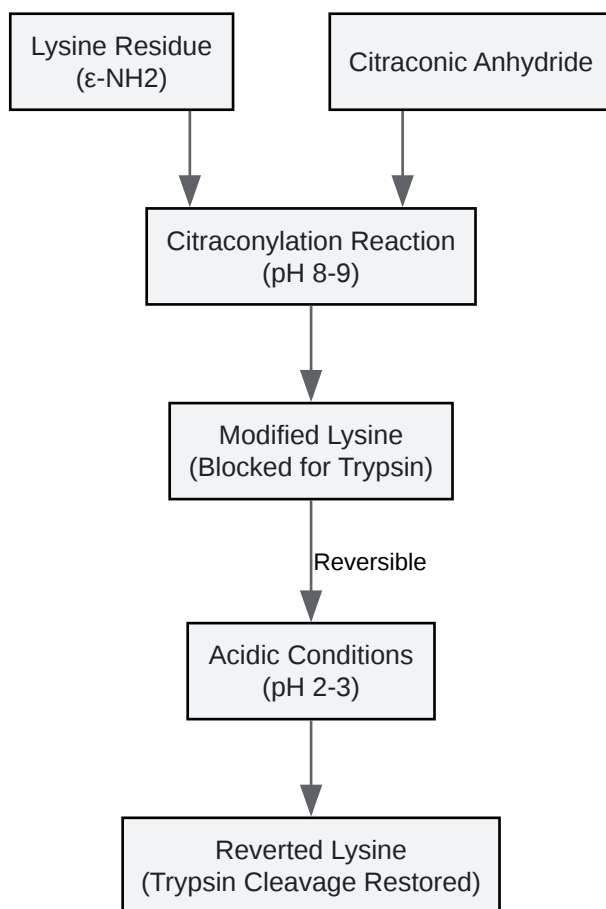 Lysine Residue
(ε-NH2)
Citraconic Anhydride
Citraconylation Reaction
(pH 8-9)
Modified Lysine
(Blocked for Trypsin)
Reversible
Acidic Conditions
(pH 2-3)
Reverted Lysine
(Trypsin Cleavage Restored)